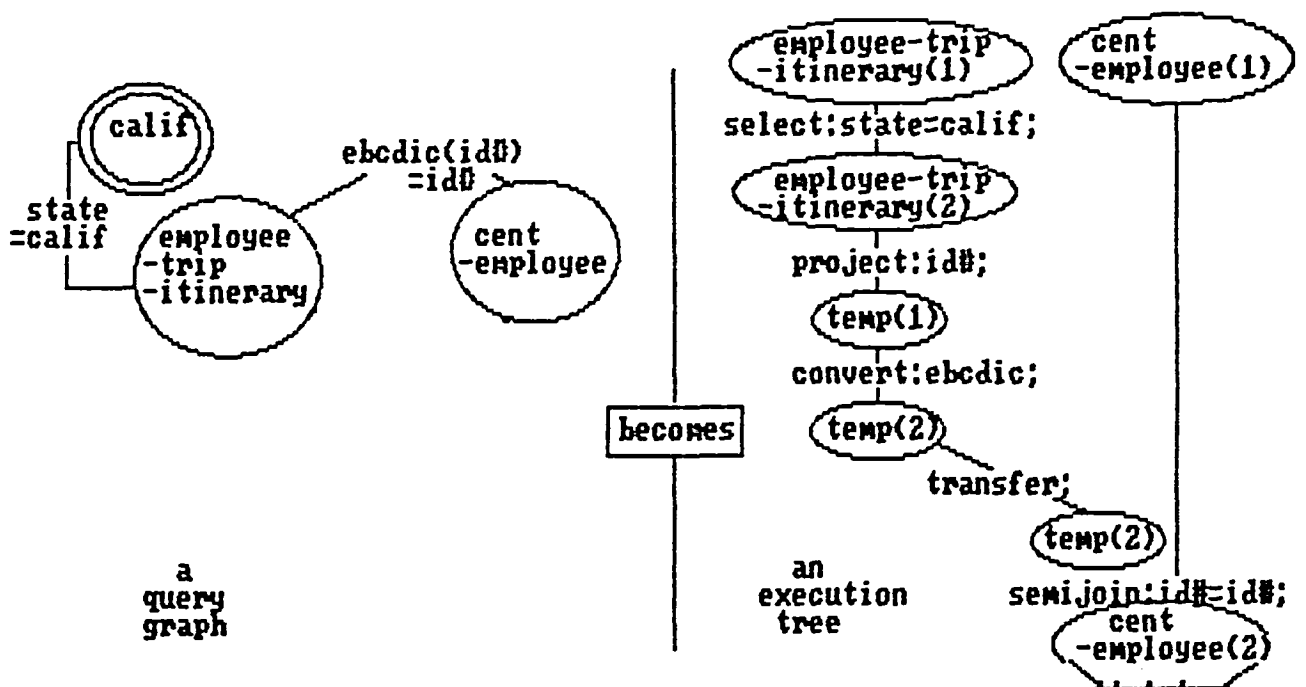 calif
state
=calif
employee
-trip
-itinerary
ebcdic(id#)
=id#
cent
-employee
a
query
graph
becomes
employee-trip
-itinerary(1)
select:state=calif;
employee-trip
-itinerary(2)
project:id#;
temp(1)
convert:ebcdic;
temp(2)
transfer;
temp(2)
cent
-employee(1)
semijoin:id#=id#;
cent
-employee(2)
an
execution
tree